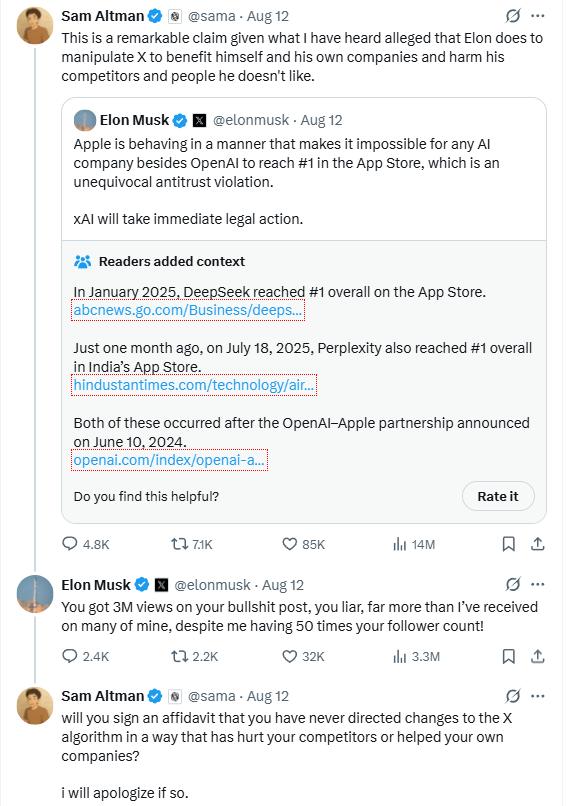 Sam Altman @sama · Aug 12
This is a remarkable claim given what I have heard alleged that Elon does to
manipulate X to benefit himself and his own companies and harm his
competitors and people he doesn't like.
Elon Musk @elonmusk · Aug 12
Apple is behaving in a manner that makes it impossible for any AI
company besides OpenAI to reach #1 in the App Store, which is an
unequivocal antitrust violation.
xAI will take immediate legal action.
Readers added context
In January 2025, DeepSeek reached #1 overall on the App Store.
abcnews.go.com/Business/deeps...
Just one month ago, on July 18, 2025, Perplexity also reached #1 overall
in India’s App Store.
hindustantimes.com/technology/air...
Both of these occurred after the OpenAI–Apple partnership announced
on June 10, 2024.
openai.com/index/openai-a...
Do you find this helpful? Rate it
4.8K 7.1K 85K 14M
Elon Musk @elonmusk · Aug 12
You got 3M views on your bullshit post, you liar, far more than I’ve received
on many of mine, despite me having 50 times your follower count!
2.4K 2.2K 32K 3.3M
Sam Altman @sama · Aug 12
will you sign an affidavit that you have never directed changes to the X
algorithm in a way that has hurt your competitors or helped your own
companies?
i will apologize if so.